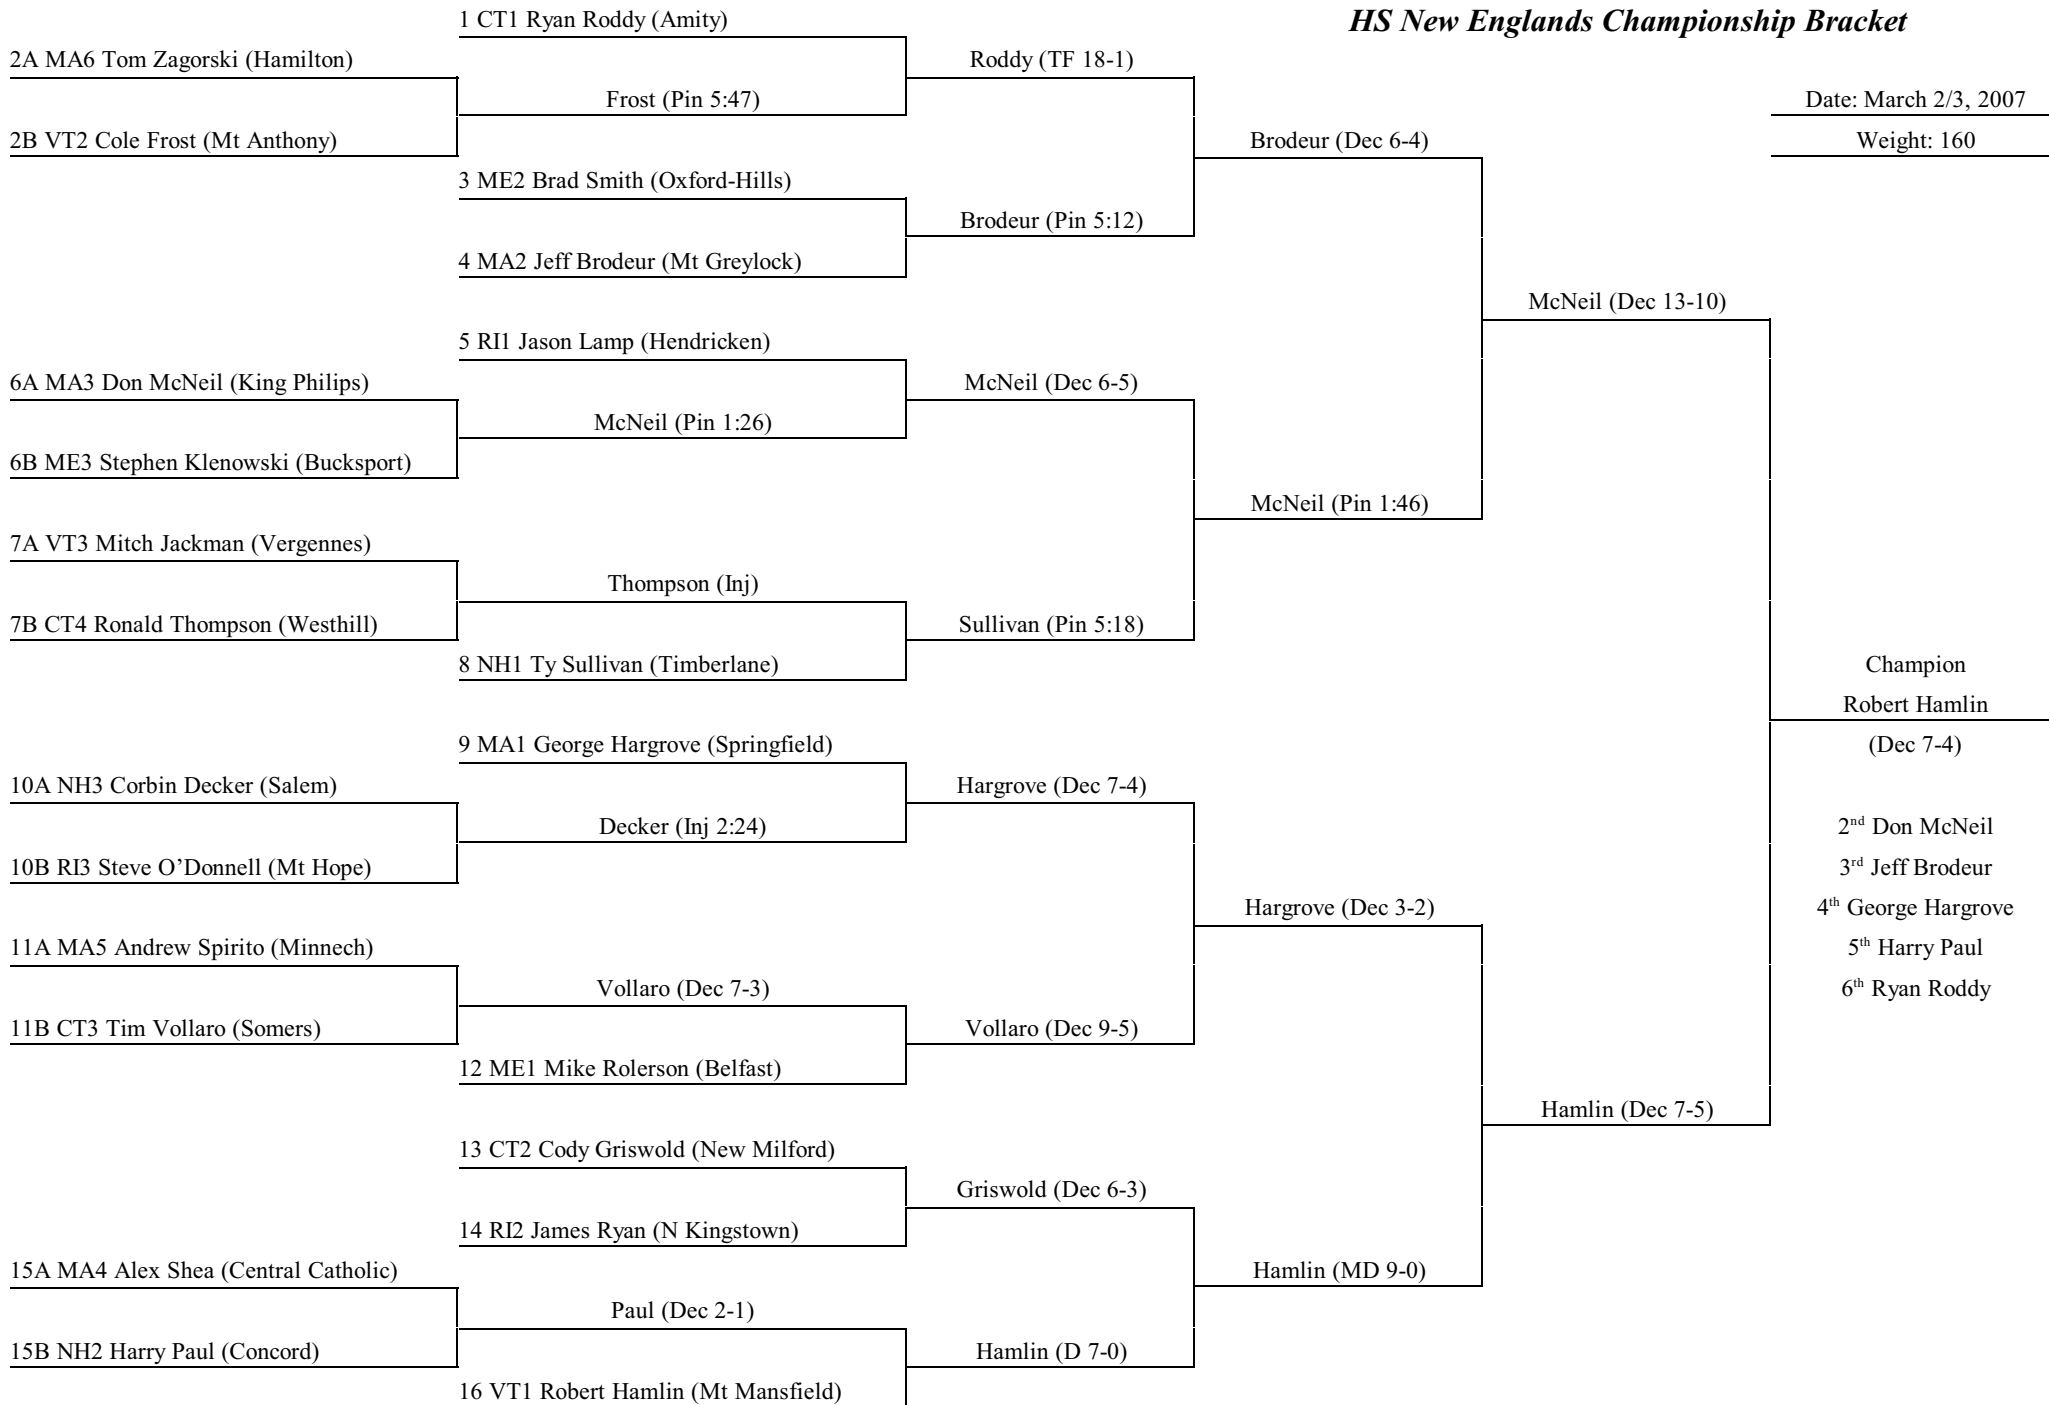 HS New Englands Championship Bracket
Date: March 2/3, 2007
Weight: 160
1 CT1 Ryan Roddy (Amity)
2A MA6 Tom Zagorski (Hamilton)
Roddy (TF 18-1)
Frost (Pin 5:47)
2B VT2 Cole Frost (Mt Anthony)
Brodeur (Dec 6-4)
3 ME2 Brad Smith (Oxford-Hills)
Brodeur (Pin 5:12)
4 MA2 Jeff Brodeur (Mt Greylock)
McNeil (Dec 13-10)
5 RI1 Jason Lamp (Hendricken)
6A MA3 Don McNeil (King Philips)
McNeil (Dec 6-5)
McNeil (Pin 1:26)
6B ME3 Stephen Klenowski (Bucksport)
McNeil (Pin 1:46)
7A VT3 Mitch Jackman (Vergennes)
Thompson (Inj)
7B CT4 Ronald Thompson (Westhill)
Sullivan (Pin 5:18)
8 NH1 Ty Sullivan (Timberlane)
Champion
Robert Hamlin
(Dec 7-4)
9 MA1 George Hargrove (Springfield)
10A NH3 Corbin Decker (Salem)
Hargrove (Dec 7-4)
Decker (Inj 2:24)
10B RI3 Steve O’Donnell (Mt Hope)
2nd Don McNeil
3rd Jeff Brodeur
4th George Hargrove
5th Harry Paul
6th Ryan Roddy
Hargrove (Dec 3-2)
11A MA5 Andrew Spirito (Minnech)
Vollaro (Dec 7-3)
11B CT3 Tim Vollaro (Somers)
Vollaro (Dec 9-5)
12 ME1 Mike Rolerson (Belfast)
Hamlin (Dec 7-5)
13 CT2 Cody Griswold (New Milford)
Griswold (Dec 6-3)
14 RI2 James Ryan (N Kingstown)
15A MA4 Alex Shea (Central Catholic)
Hamlin (MD 9-0)
Paul (Dec 2-1)
15B NH2 Harry Paul (Concord)
Hamlin (D 7-0)
16 VT1 Robert Hamlin (Mt Mansfield)